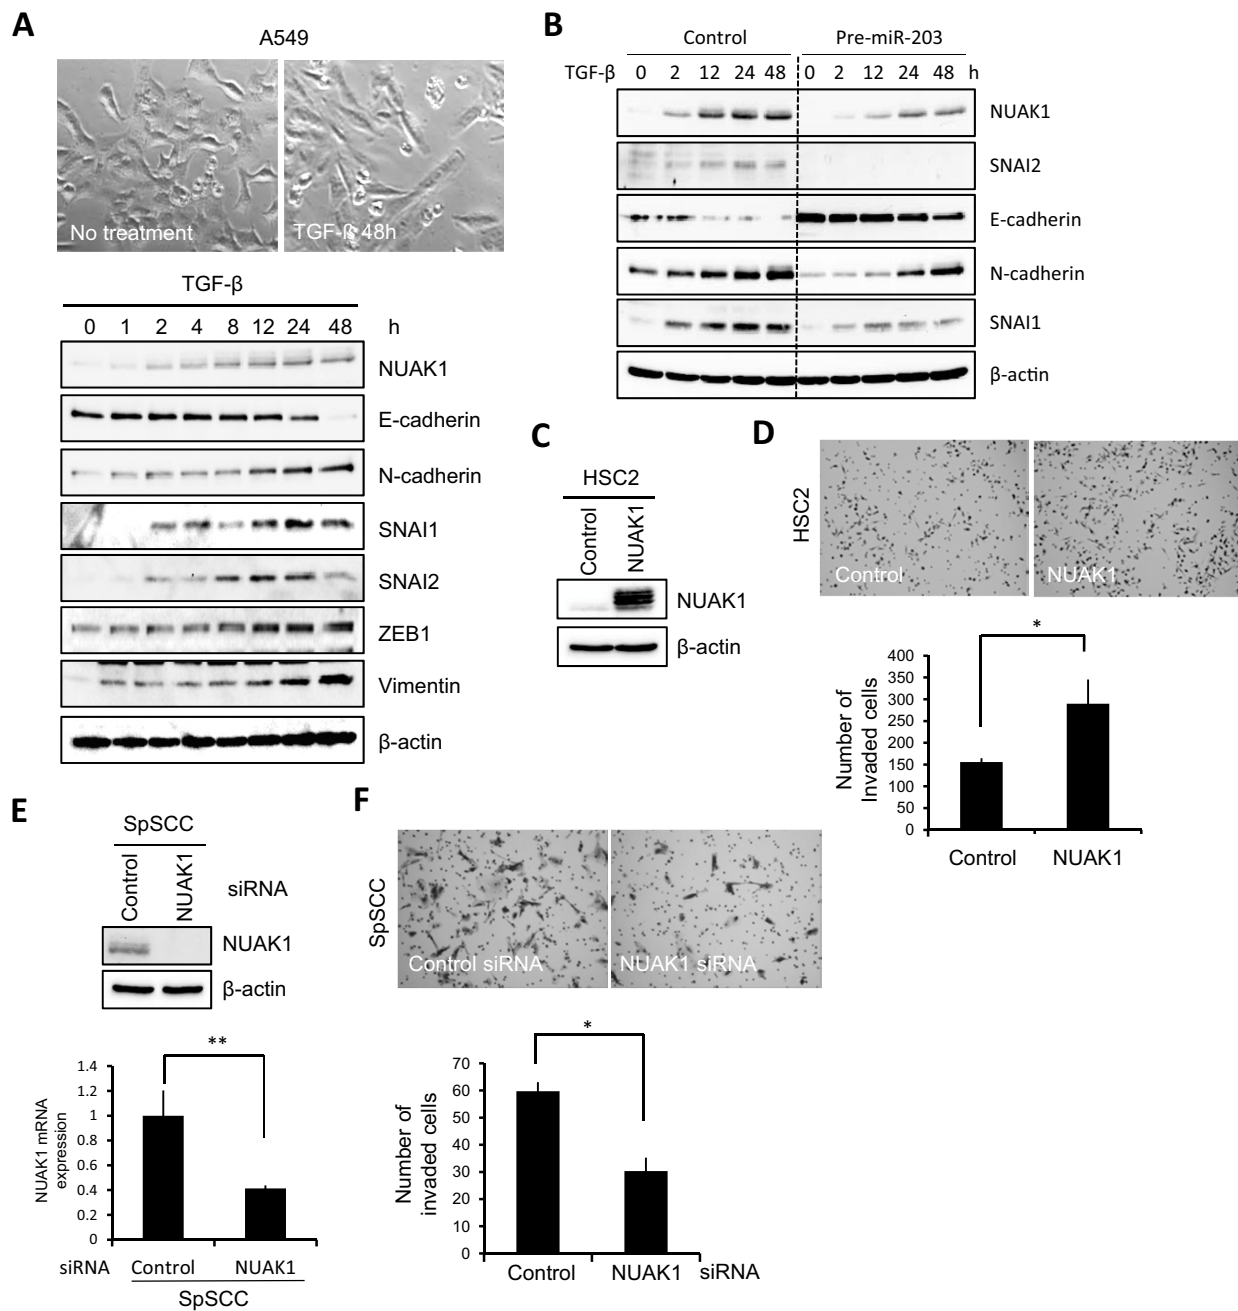 A
A549
No treatment
TGF-ß 48h
TGF-β
0 1 2 4 8 12 24 48 h
NUAK1
E-cadherin
N-cadherin
SNAI1
SNAI2
ZEB1
Vimentin
β-actin
B
Control Pre-miR-203
TGF-β 0 2 12 24 48 0 2 12 24 48 h
NUAK1
SNAI2
E-cadherin
N-cadherin
SNAI1
β-actin
C
HSC2
Control NUAK1
NUAK1
β-actin
D
HSC2
Control
NUAK1
*
Number of
Invaded cells
400
350
300
250
200
150
100
50
0
Control NUAK1
E
SpSCC
Control NUAK1 siRNA
NUAK1
β-actin
**
NUAK1 mRNA
expression
1.4
1.2
1
0.8
0.6
0.4
0.2
0
siRNA Control NUAK1
SpSCC
F
SpSCC
Control siRNA
NUAK1 siRNA
*
Number of
invaded cells
70
60
50
40
30
20
10
0
Control NUAK1 siRNA